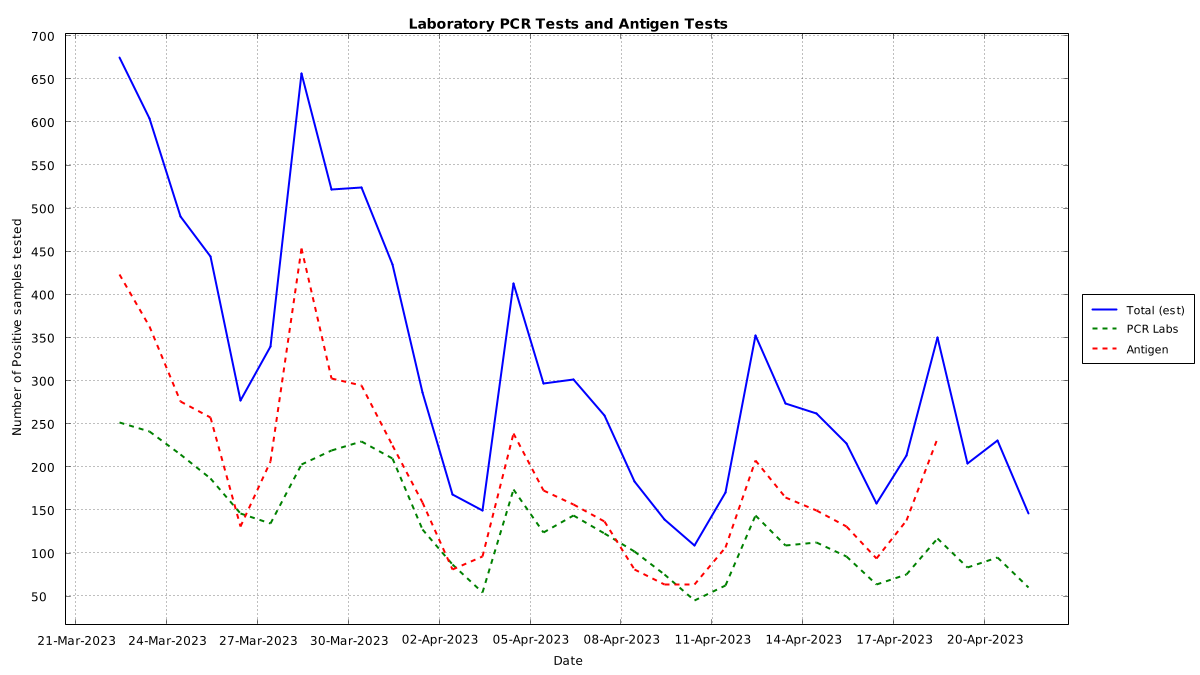 Laboratory PCR Tests and Antigen Tests
700
650
600
550
500
450
400
350
300
250
200
150
100
50
Number of Positive samples tested
21-Mar-2023 24-Mar-2023 27-Mar-2023 30-Mar-2023 02-Apr-2023 05-Apr-2023 08-Apr-2023 11-Apr-2023 14-Apr-2023 17-Apr-2023 20-Apr-2023
Date
Total (est)
PCR Labs
Antigen